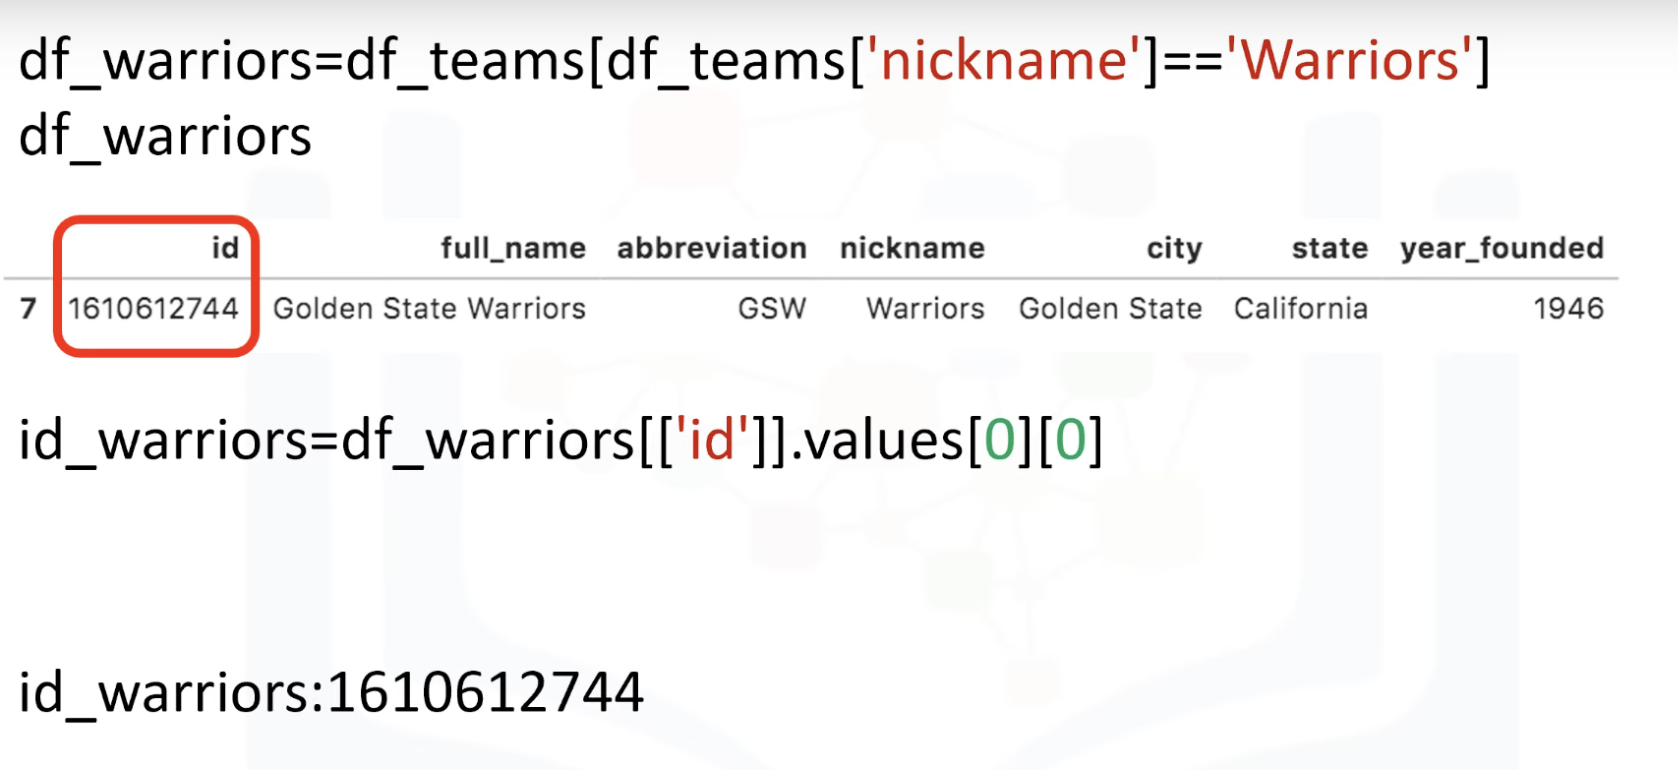 df_warriors=df_teams[df_teams['nickname']=='Warriors']
df_warriors
id full_name abbreviation nickname city state year_founded
7 1610612744 Golden State Warriors GSW Warriors Golden State California 1946
id_warriors=df_warriors[['id']].values[0][0]
id_warriors:1610612744